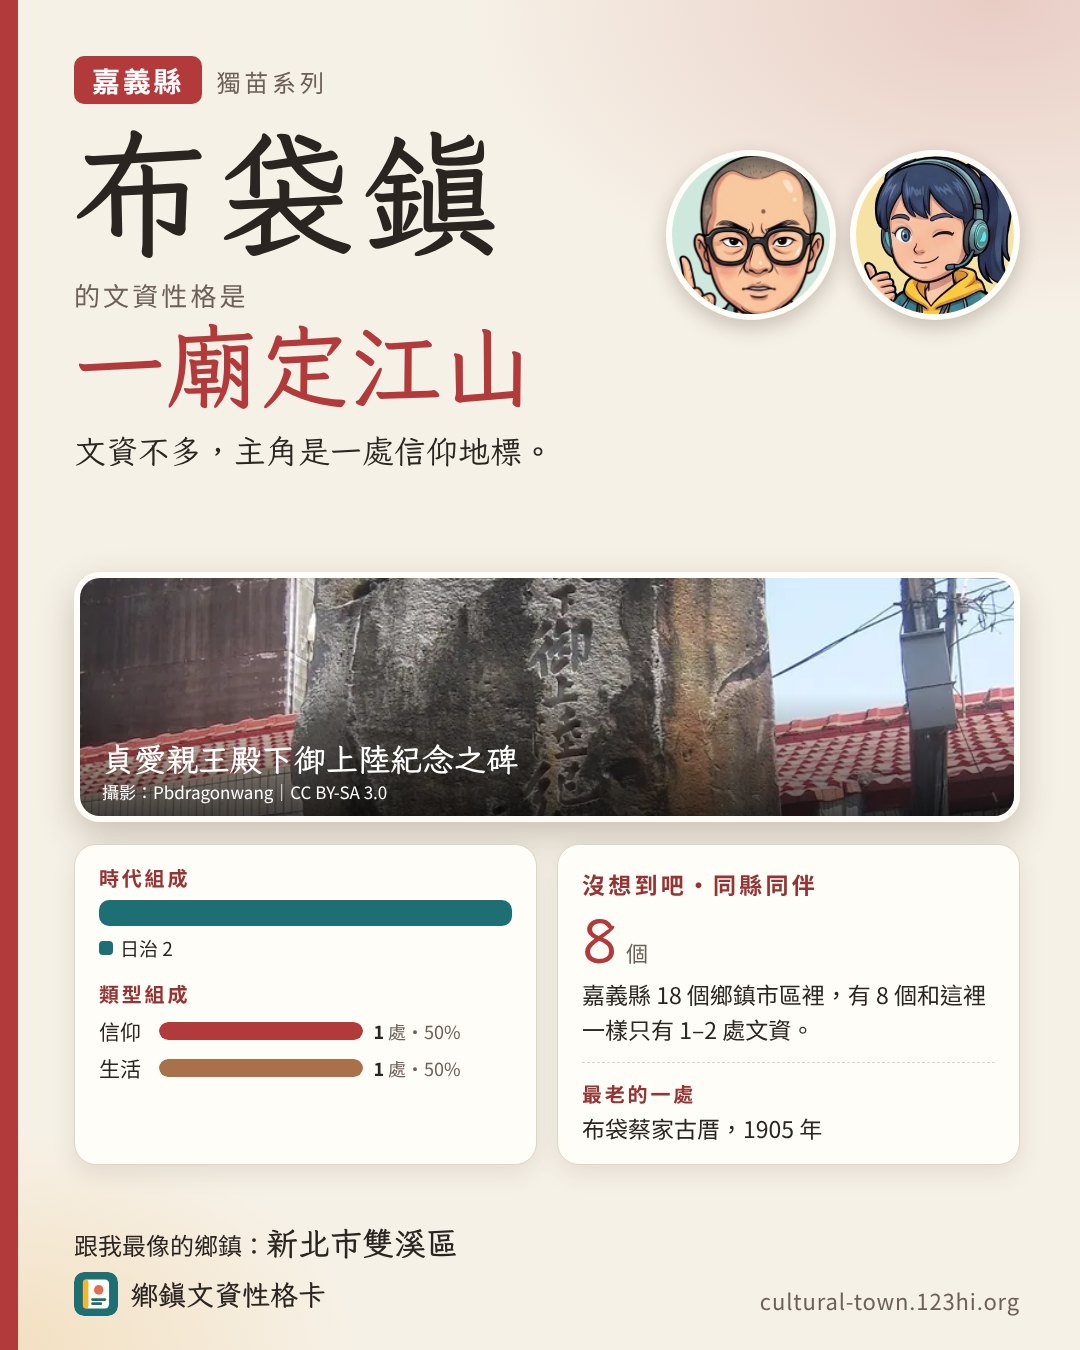 嘉義縣 獨苗系列
布袋鎮
的文資性格是
一廟定江山
文資不多，主角是一處信仰地標。
御上陸紀
貞愛親王殿下御上陸紀念之碑
攝影：Pbdragonwang｜CC BY-SA 3.0
時代組成
日治 2
類型組成
信仰 1 處・50%
生活 1 處・50%
沒想到吧・同縣同伴
8 個
嘉義縣 18 個鄉鎮市區裡，有 8 個和這裡
一樣只有 1–2 處文資。
最老的一處
布袋蔡家古厝，1905 年
跟我最像的鄉鎮：新北市雙溪區
鄉鎮文資性格卡
cultural-town.123hi.org